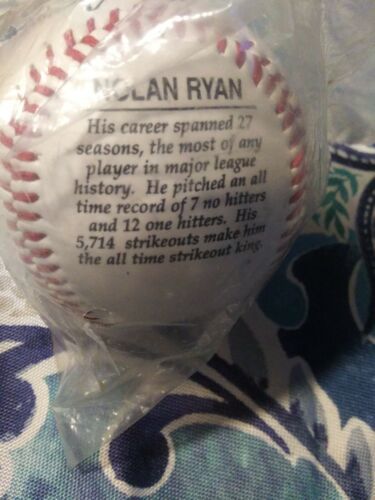 NOLAN RYAN
His career spanned 27
seasons, the most of any
player in major league
history. He pitched an all
time record of 7 no hitters
and 12 one hitters. His
5,714 strikeouts make him
the all time strikeout king.